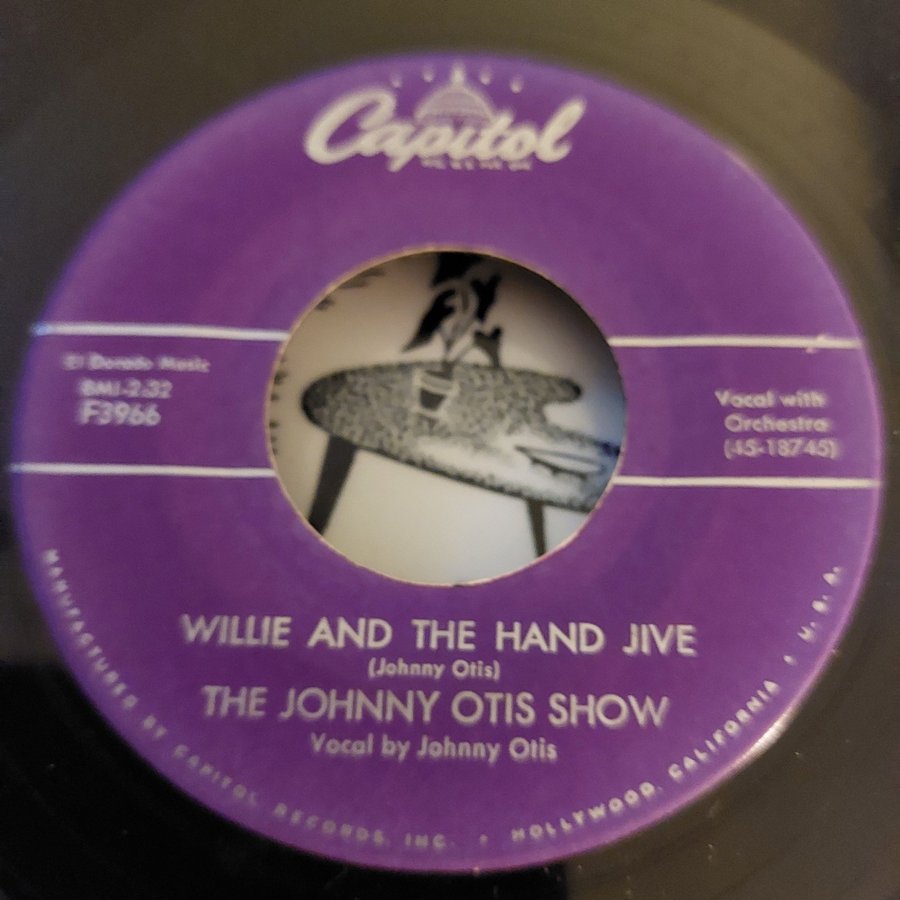 Capitol
El Dorado Music
BMI-2:32
F3966
Vocal with
Orchestra
(45-18745)
WILLIE AND THE HAND JIVE
(Johnny Otis)
THE JOHNNY OTIS SHOW
Vocal by Johnny Otis
MANUFACTURED BY CAPITOL RECORDS, INC. • HOLLYWOOD, CALIFORNIA • U. S. A.